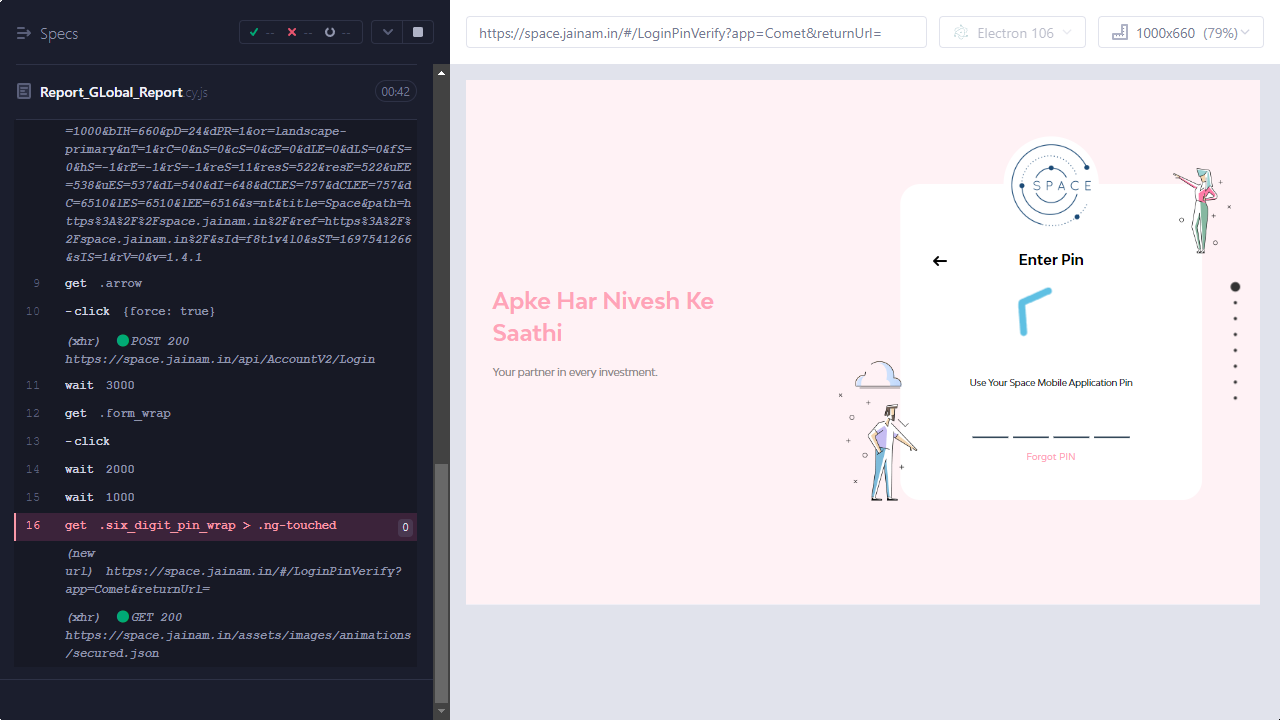 Specs
-- -- --
Report_GLobal_Report.cy.js
00:42
=1000&bIH=660&pD=24&dPR=1&or=landscape-
primary&nT=1&rC=0&nS=0&cS=0&cE=0&dLE=0&dLS=0&fS=
0&hS=-1&rE=-1&rS=-1&reS=11&resS=522&resE=522&uEE
=538&uES=537&dL=540&dI=648&dCLES=757&dCLEE=757&d
C=6510&lES=6510&lEE=6516&s=nt&title=Space&path=h
ttps%3A%2F%2Fspace.jainam.in%2F&ref=https%3A%2F%
2Fspace.jainam.in%2F&sId=f8t1v4l0&sST=1697541266
&sIS=1&rV=0&v=1.4.1
9 get .arrow
10 -click {force: true}
(xhr) POST 200
https://space.jainam.in/api/AccountV2/Login
11 wait 3000
12 get .form_wrap
13 -click
14 wait 2000
15 wait 1000
16 get .six_digit_pin_wrap > .ng-touched 0
(new
url) https://space.jainam.in/#/LoginPinVerify?
app=Comet&returnUrl=
(xhr) GET 200
https://space.jainam.in/assets/images/animations
/secured.json
https://space.jainam.in/#/LoginPinVerify?app=Comet&returnUrl=
Electron 106
1000x660 (79%)
SPACE
Enter Pin
Apke Har Nivesh Ke
Saathi
Your partner in every investment.
Use Your Space Mobile Application Pin
Forgot PIN